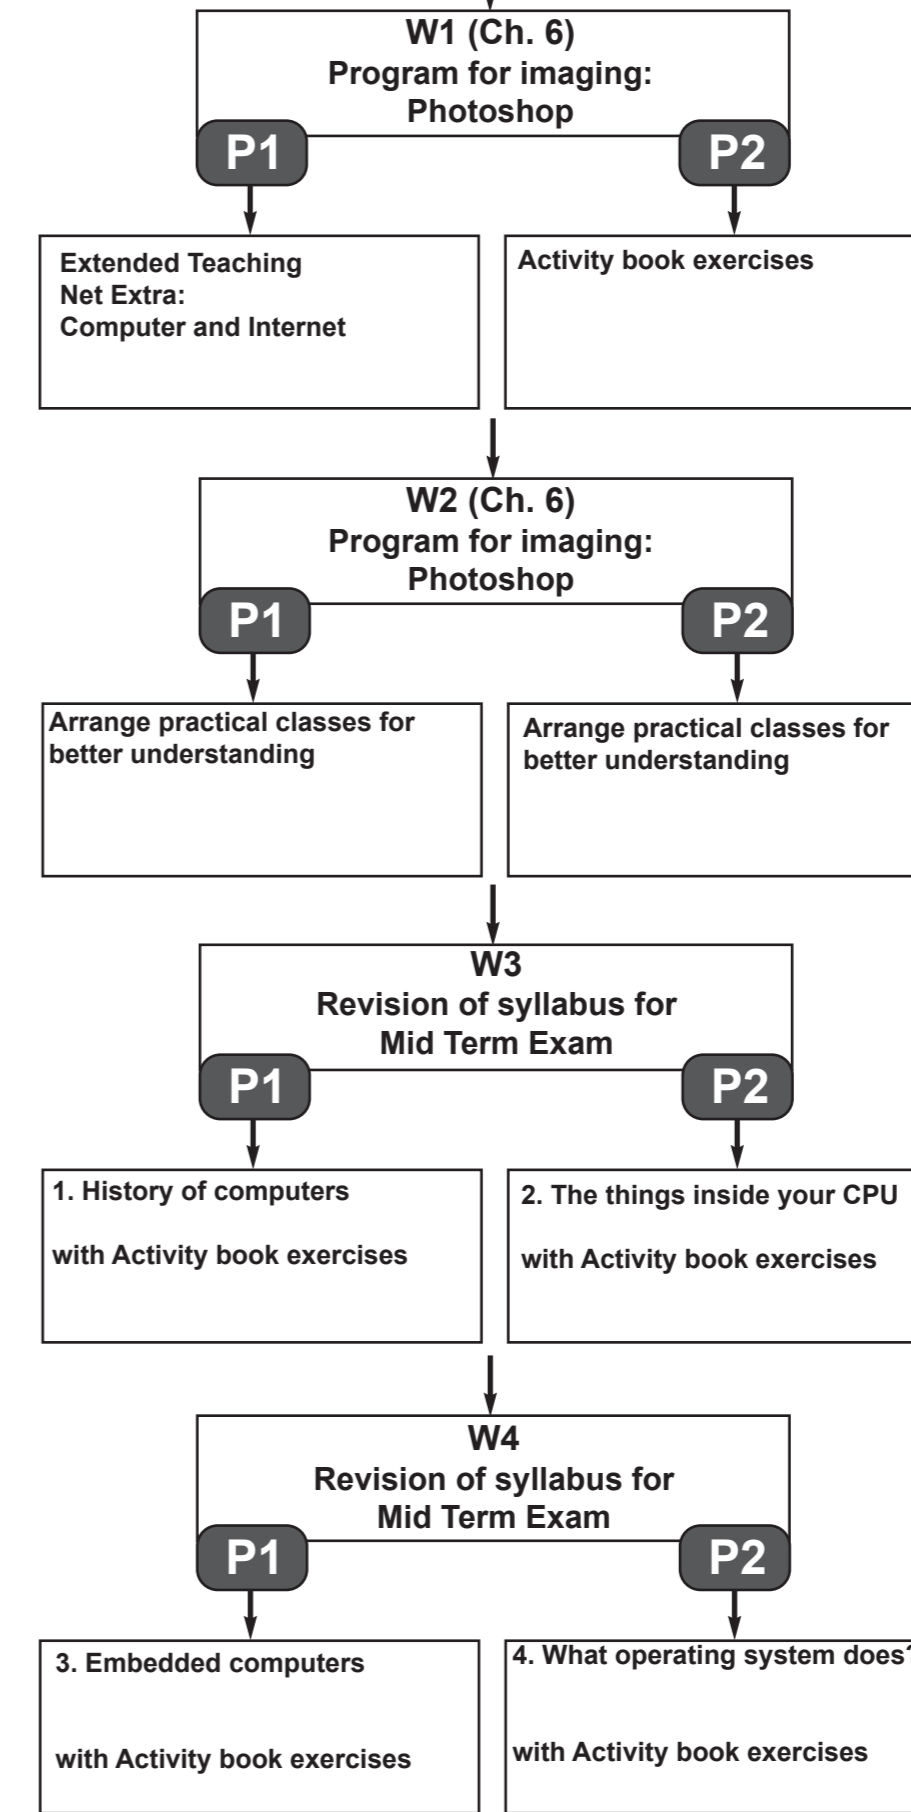 W1 (Ch. 6)
Program for imaging:
Photoshop
P1
P2
Extended Teaching
Net Extra:
Computer and Internet
Activity book exercises
W2 (Ch. 6)
Program for imaging:
Photoshop
P1
P2
Arrange practical classes for
better understanding
Arrange practical classes for
better understanding
W3
Revision of syllabus for
Mid Term Exam
P1
P2
1. History of computers
with Activity book exercises
2. The things inside your CPU
with Activity book exercises
W4
Revision of syllabus for
Mid Term Exam
P1
P2
3. Embedded computers
with Activity book exercises
4. What operating system does?
with Activity book exercises